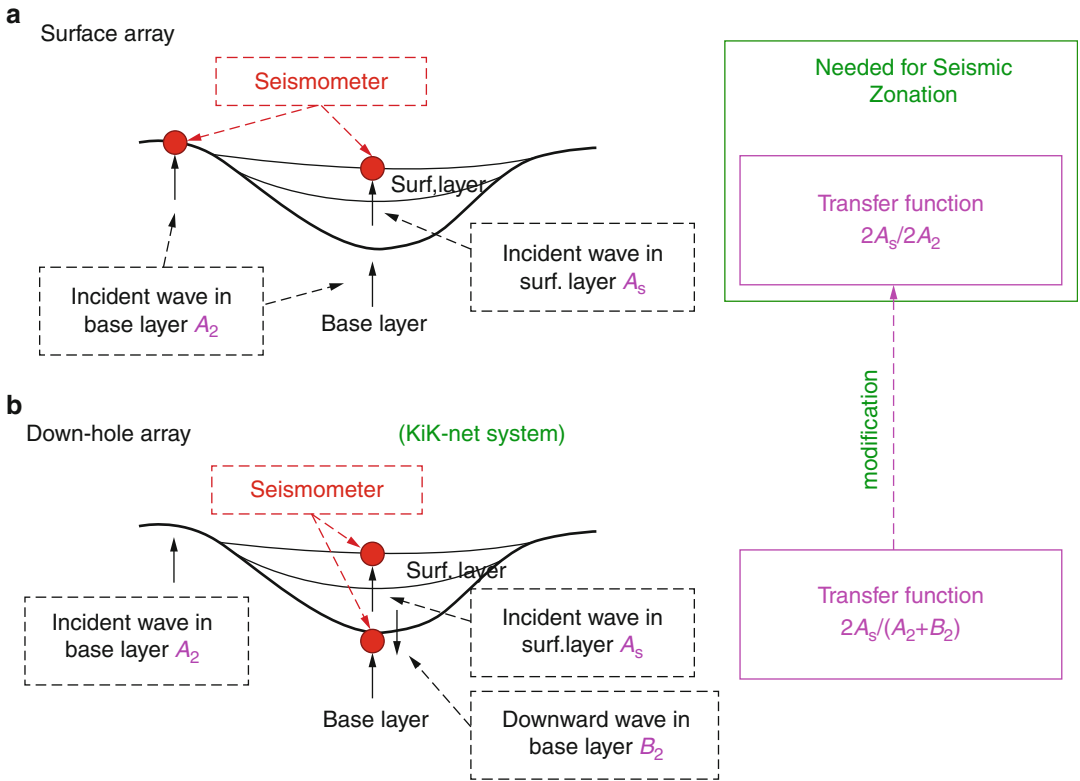 a
Surface array
Seismometer
Surf,layer
Incident wave in
surf. layer As
Incident wave in
base layer A2
Base layer
Needed for Seismic
Zonation
Transfer function
2As/2A2
modification
b
Down-hole array
(KiK-net system)
Seismometer
Surf. layer
Incident wave in
base layer A2
Incident wave in
surf.layer As
Base layer
Downward wave in
base layer B2
Transfer function
2As/(A2+B2)